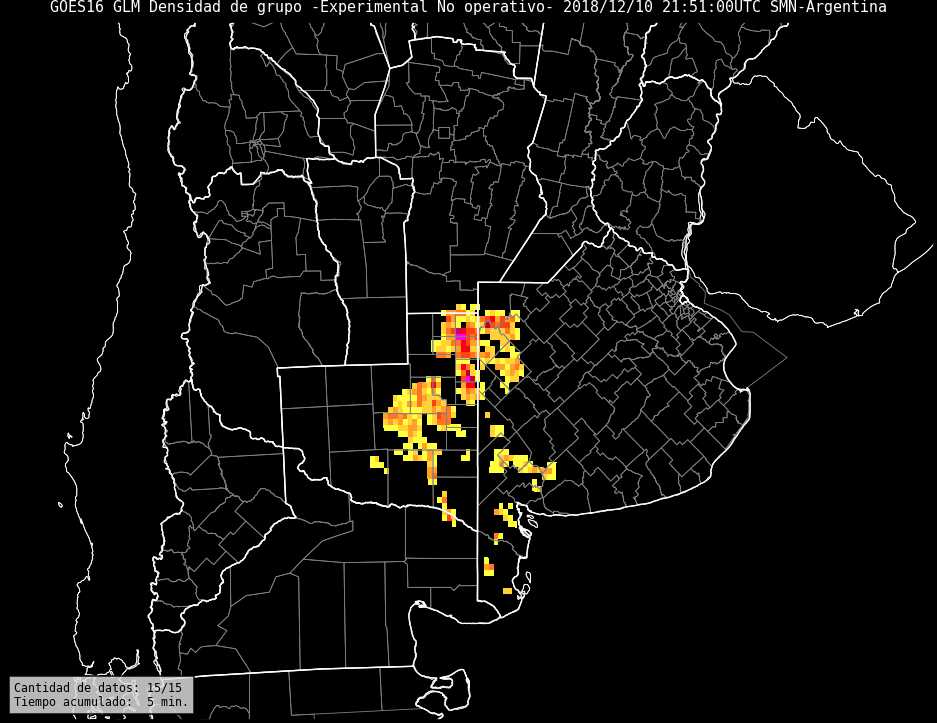 GOES16 GLM Densidad de grupo -Experimental No operativo- 2018/12/10 21:51:00UTC SMN-Argentina
Cantidad de datos: 15/15
Tiempo acumulado:  5 min.